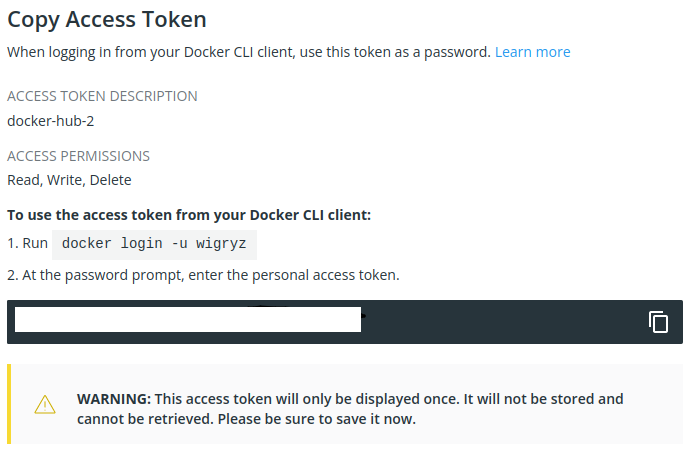 Copy Access Token
When logging in from your Docker CLI client, use this token as a password. Learn more
ACCESS TOKEN DESCRIPTION
docker-hub-2
ACCESS PERMISSIONS
Read, Write, Delete
To use the access token from your Docker CLI client:
1. Run docker login -u wigryz
2. At the password prompt, enter the personal access token.
WARNING: This access token will only be displayed once. It will not be stored and
cannot be retrieved. Please be sure to save it now.